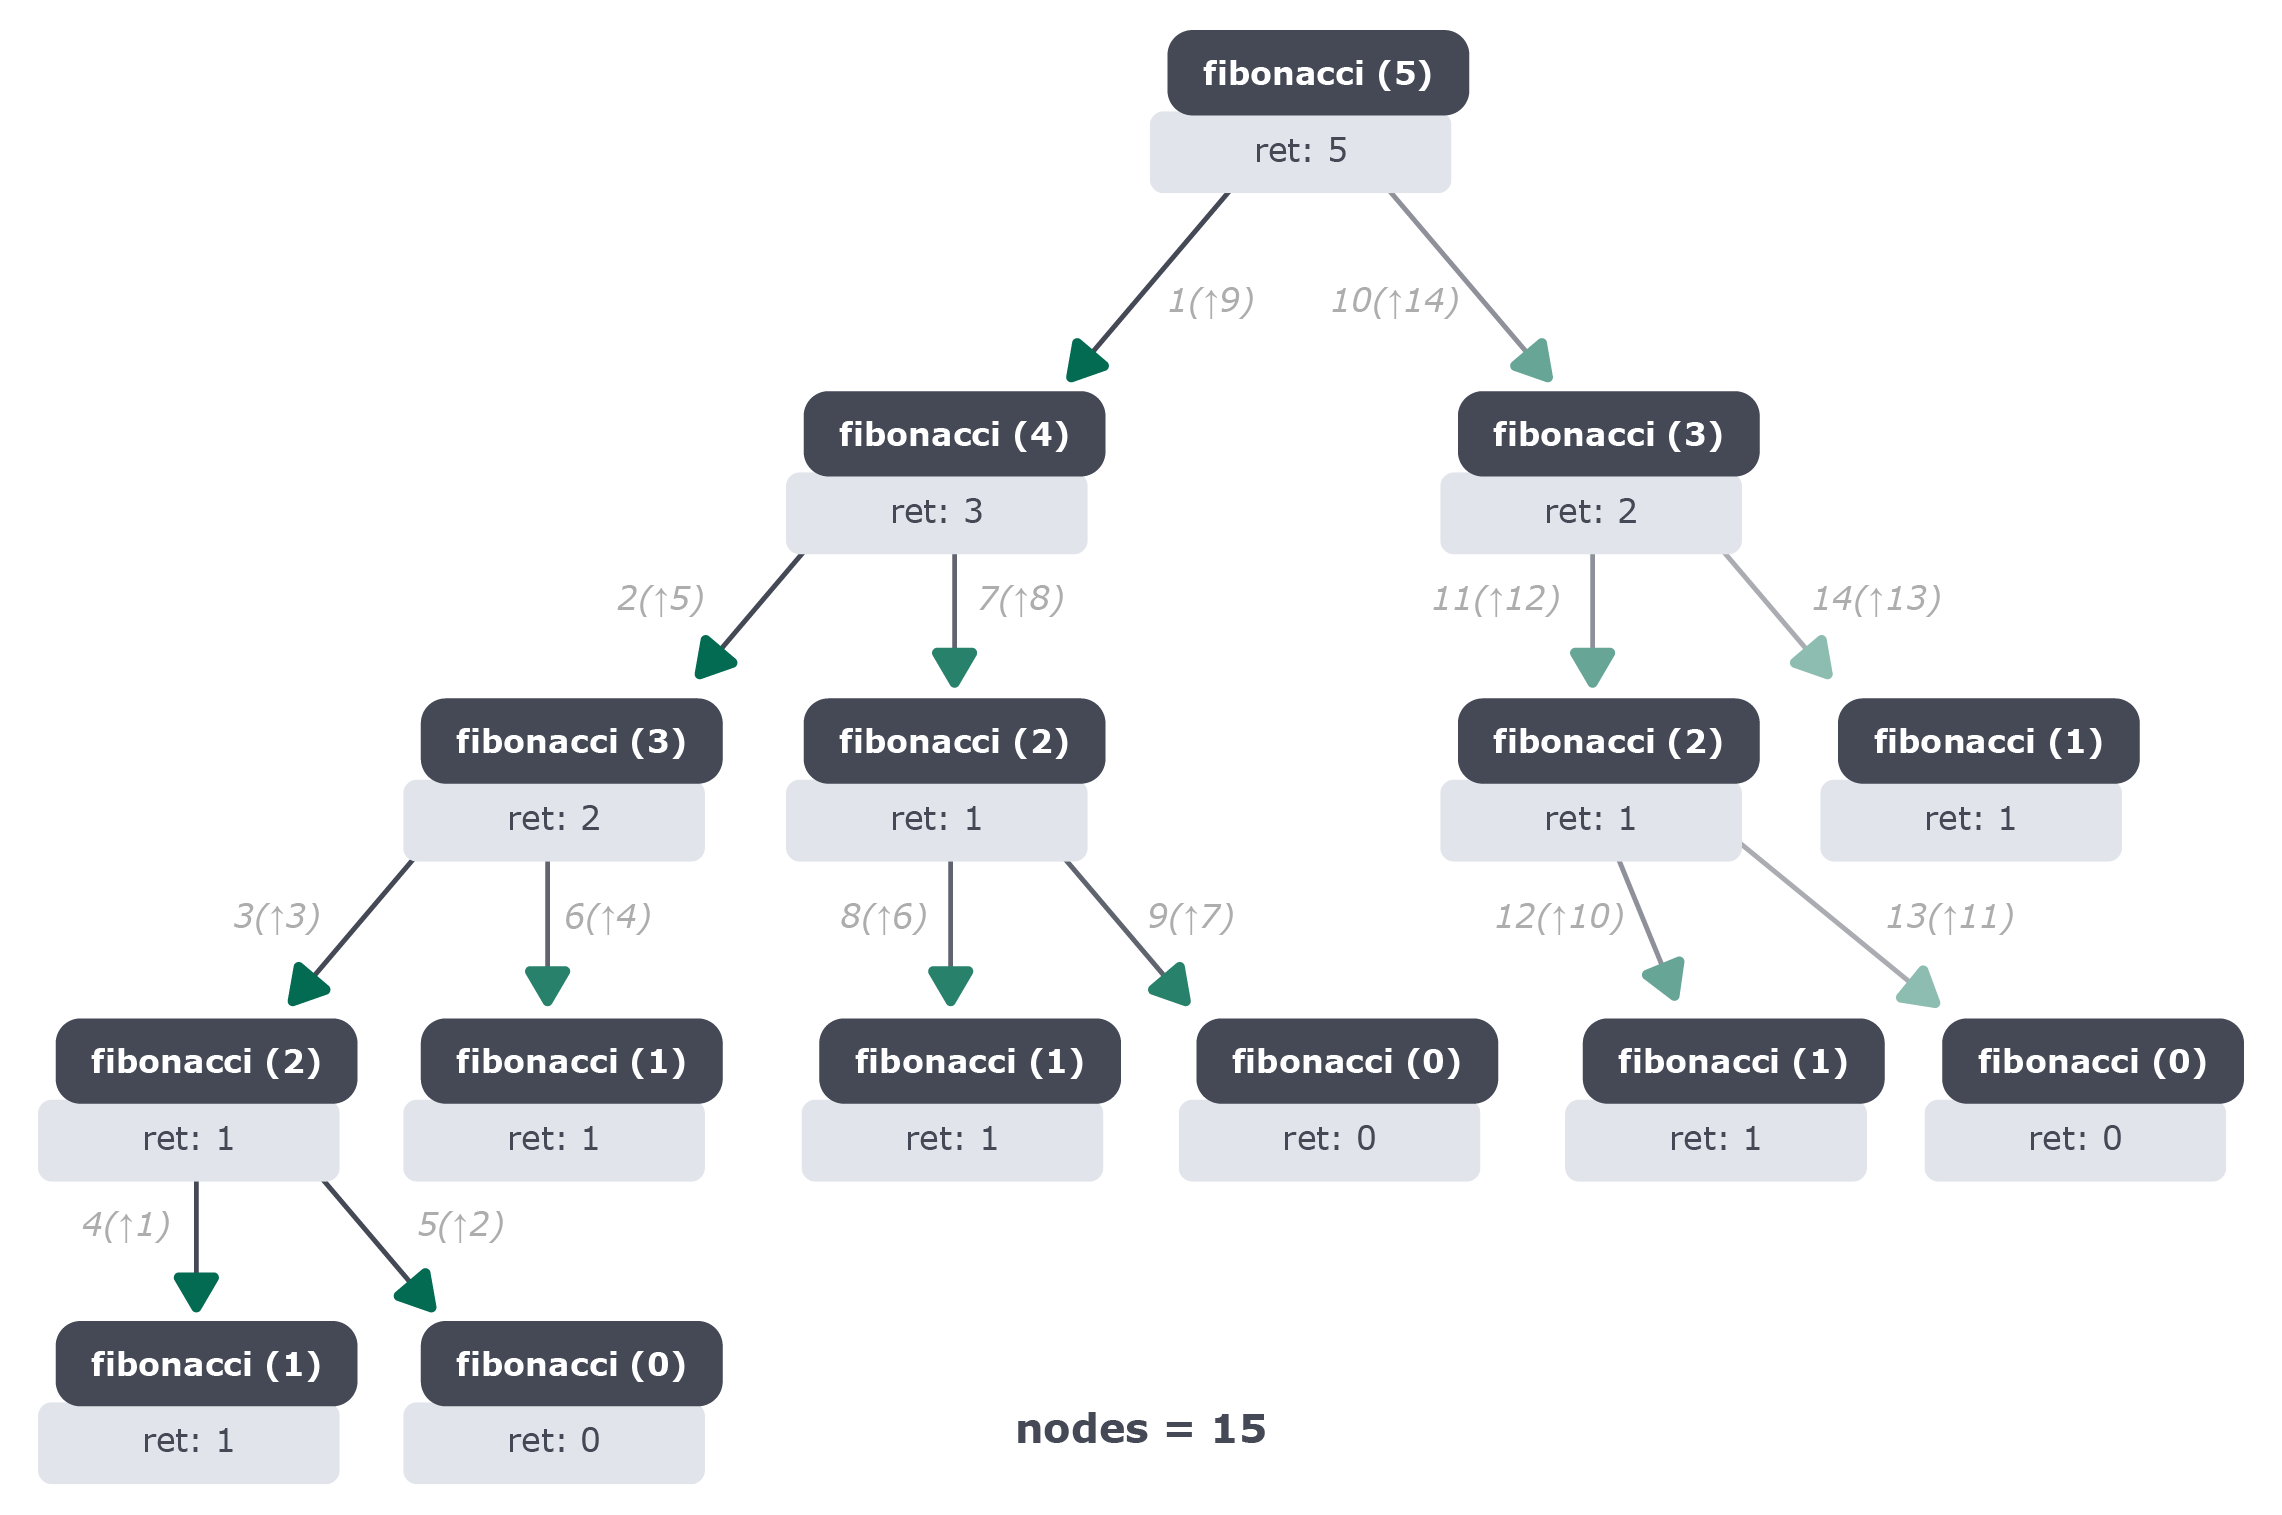 fibonacci (5)
ret: 5
1(↑9)
10(↑14)
fibonacci (4)
ret: 3
fibonacci (3)
ret: 2
2(↑5)
7(↑8)
11(↑12)
14(↑13)
fibonacci (3)
ret: 2
fibonacci (2)
ret: 1
fibonacci (2)
ret: 1
fibonacci (1)
ret: 1
3(↑3)
6(↑4)
8(↑6)
9(↑7)
12(↑10)
13(↑11)
fibonacci (2)
ret: 1
fibonacci (1)
ret: 1
fibonacci (1)
ret: 1
fibonacci (0)
ret: 0
fibonacci (1)
ret: 1
fibonacci (0)
ret: 0
4(↑1)
5(↑2)
fibonacci (1)
ret: 1
fibonacci (0)
ret: 0
nodes = 15